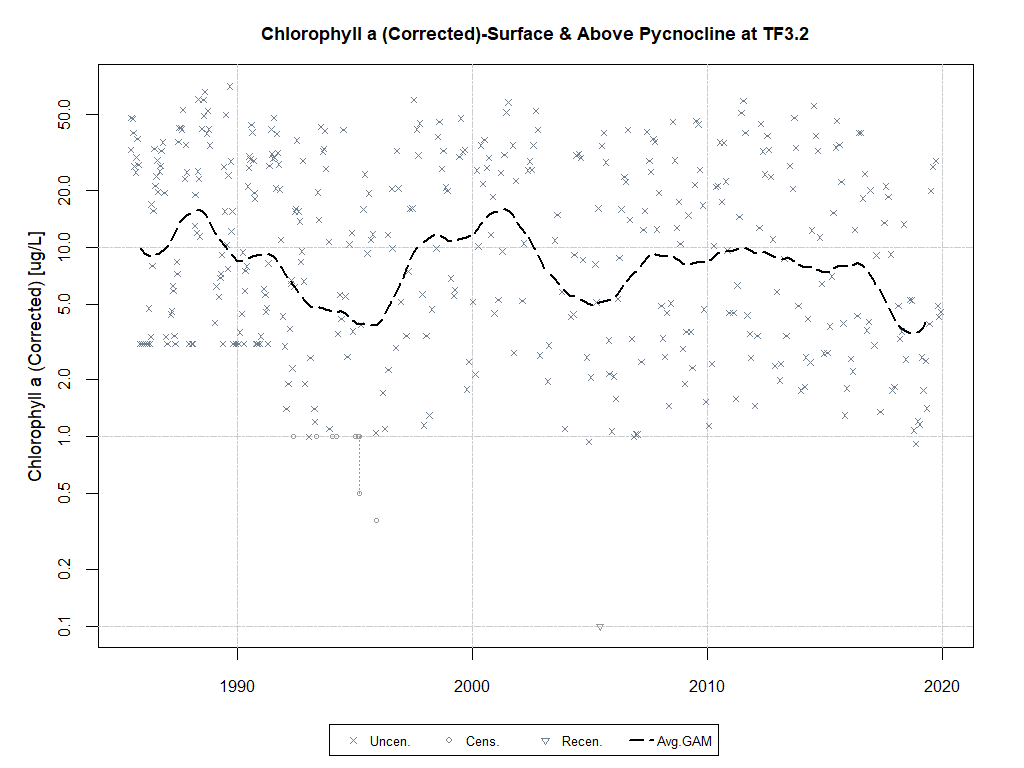 Chlorophyll a (Corrected)-Surface & Above Pycnocline at TF3.2
Chlorophyll a (Corrected) [ug/L]
50.0
20.0
10.0
5.0
2.0
1.0
0.5
0.2
0.1
1990 2000 2010 2020
Uncen. Cens. Recen. Avg.GAM